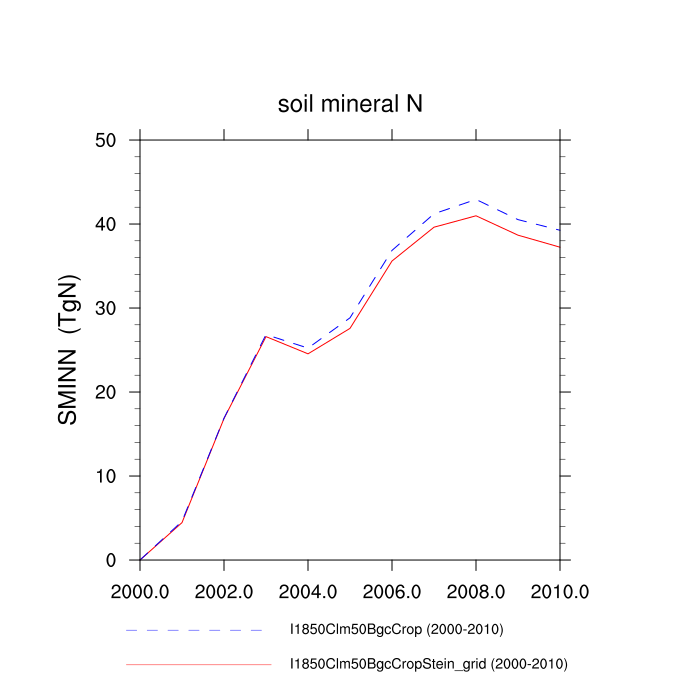 soil mineral N
50
40
30
20
10
0
SMINN (TgN)
2000.0 2002.0 2004.0 2006.0 2008.0 2010.0
I1850Clm50BgcCrop (2000-2010)
I1850Clm50BgcCropStein_grid (2000-2010)